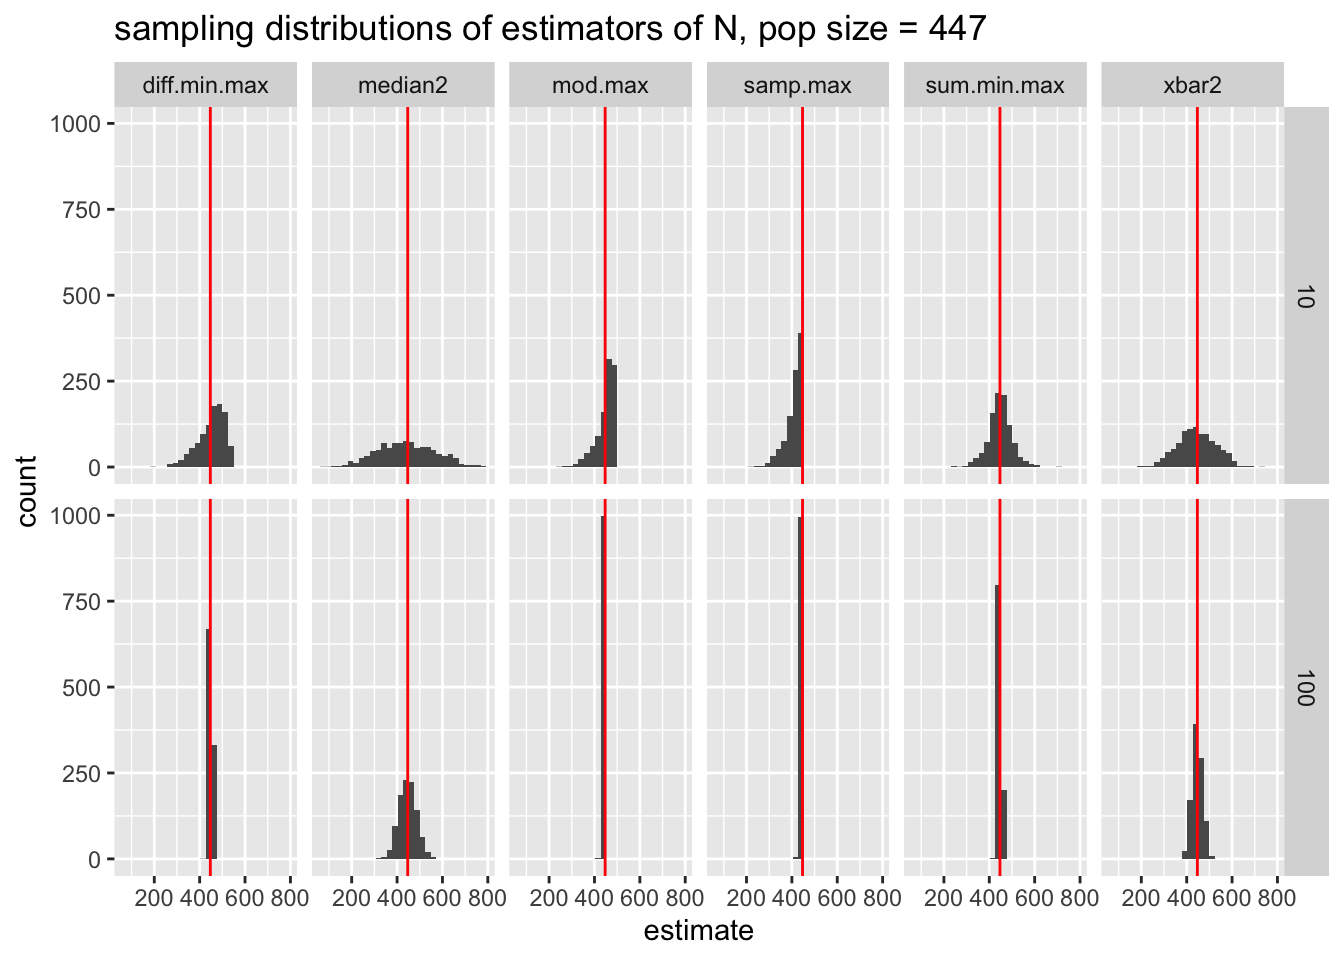 sampling distributions of estimators of N, pop size = 447
diff.min.max median2 mod.max samp.max sum.min.max xbar2
1000
750
500
250
0
10
1000
750
500
250
0
100
200 400 600 800 200 400 600 800 200 400 600 800 200 400 600 800 200 400 600 800 200 400 600 800
estimate
count